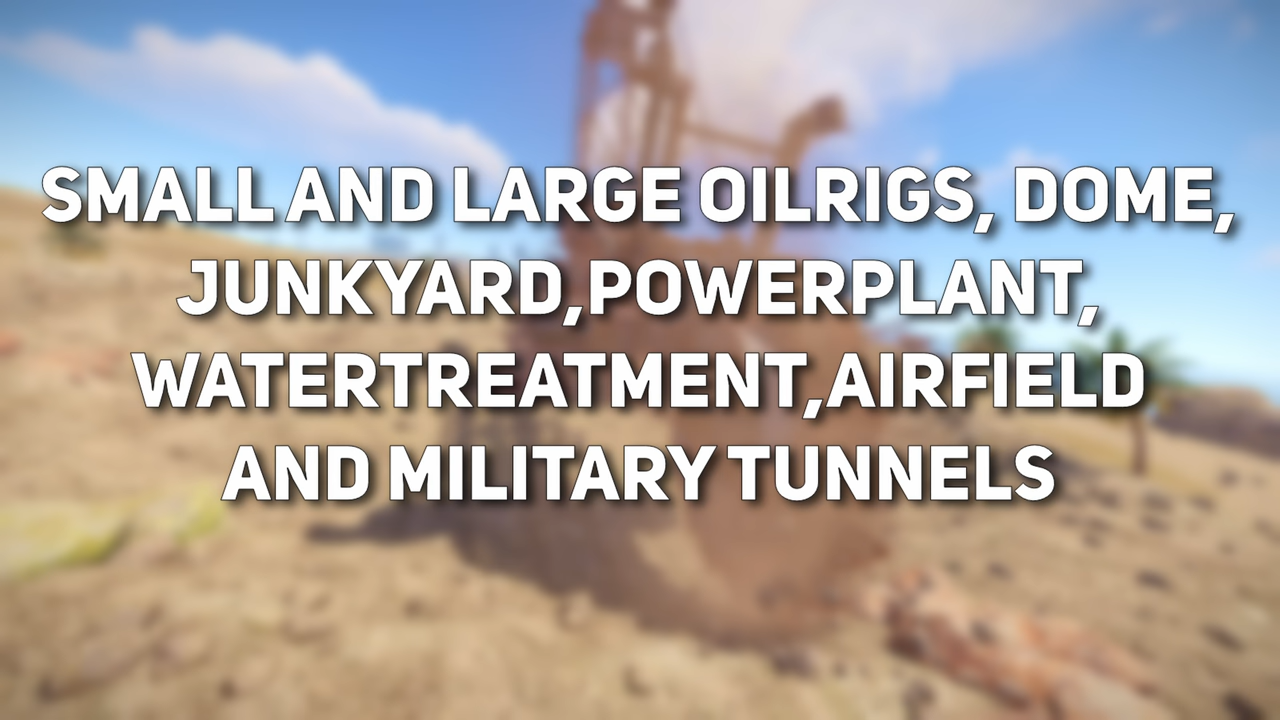 SMALL AND LARGE OILRIGS, DOME,
JUNKYARD,POWERPLANT,
WATERTREATMENT,AIRFIELD
AND MILITARY TUNNELS